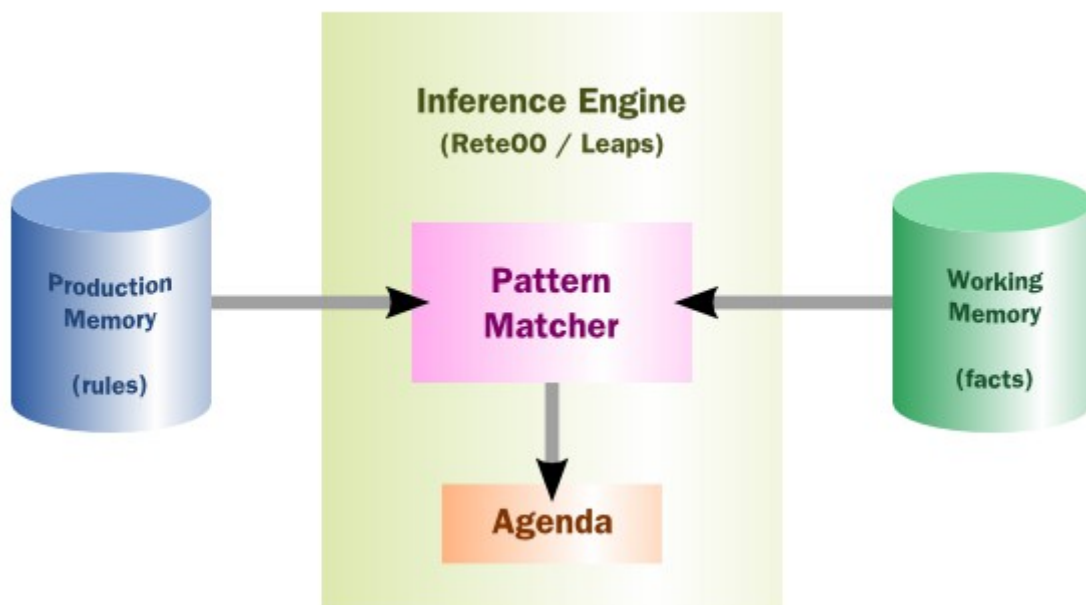 Inference Engine
(ReteOO / Leaps)
Production
Memory
(rules)
Pattern
Matcher
Working
Memory
(facts)
Agenda